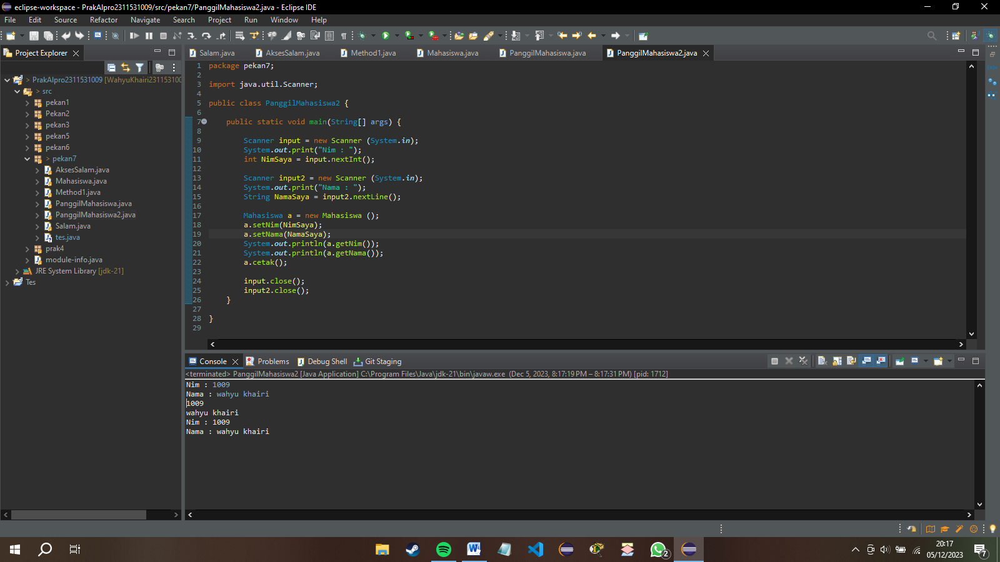 eclipse-workspace - PrakAlpro2311531009/src/pekan7/PanggilMahasiswa2.java - Eclipse IDE
File Edit Source Refactor Navigate Search Project Run Window Help
Project Explorer
PrakAlpro2311531009 [WahyuKhairi23115310
> src
pekan1
Pekan2
pekan3
pekan5
pekan6
> pekan7
AksesSalam.java
Mahasiswa.java
Method1.java
PanggilMahasiswa.java
PanggilMahasiswa2.java
Salam.java
tes.java
prak4
module-info.java
JRE System Library [jdk-21]
Tes
Salam.java AksesSalam.java Method1.java Mahasiswa.java PanggilMahasiswa.java PanggilMahasiswa2.java
1 package pekan7;
2
3 import java.util.Scanner;
4
5 public class PanggilMahasiswa2 {
6
7 public static void main(String[] args) {
8
9 Scanner input = new Scanner (System.in);
10 System.out.print("Nim : ");
11 int NimSaya = input.nextInt();
12
13 Scanner input2 = new Scanner (System.in);
14 System.out.print("Nama : ");
15 String NamaSaya = input2.nextLine();
16
17 Mahasiswa a = new Mahasiswa ();
18 a.setNim(NimSaya);
19 a.setNama(NamaSaya);
20 System.out.println(a.getNim());
21 System.out.println(a.getNama());
22 a.cetak();
23
24 input.close();
25 input2.close();
26 }
27
28 }
29
Console Problems Debug Shell Git Staging
<terminated> PanggilMahasiswa2 [Java Application] C:\Program Files\Java\jdk-21\bin\javaw.exe (Dec 5, 2023, 8:17:19 PM – 8:17:31 PM) [pid: 1712]
Nim : 1009
Nama : wahyu khairi
1009
wahyu khairi
Nim : 1009
Nama : wahyu khairi
2
20:17
05/12/2023
7